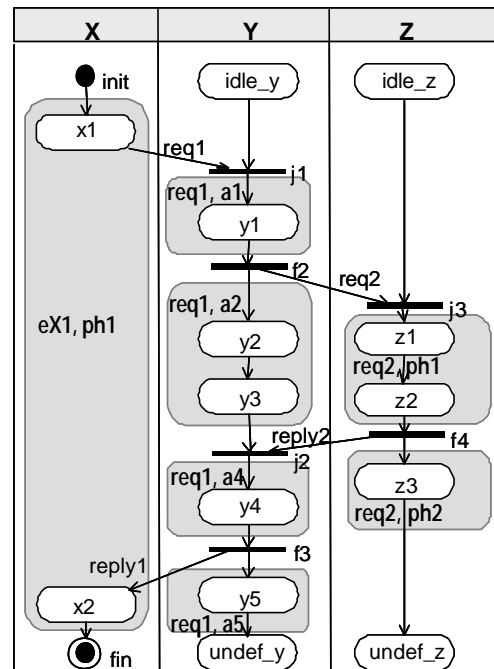 X Y Z
init idle_y idle_z
x1
req1
j1
req1, a1
y1
f2
req2
j3
eX1, ph1
req1, a2
z1
y2
req2, ph1
y3
z2
reply2
f4
j2
req1, a4
y4
z3
req2, ph2
f3
reply1
x2
y5
req1, a5
fin
undef_y
undef_z